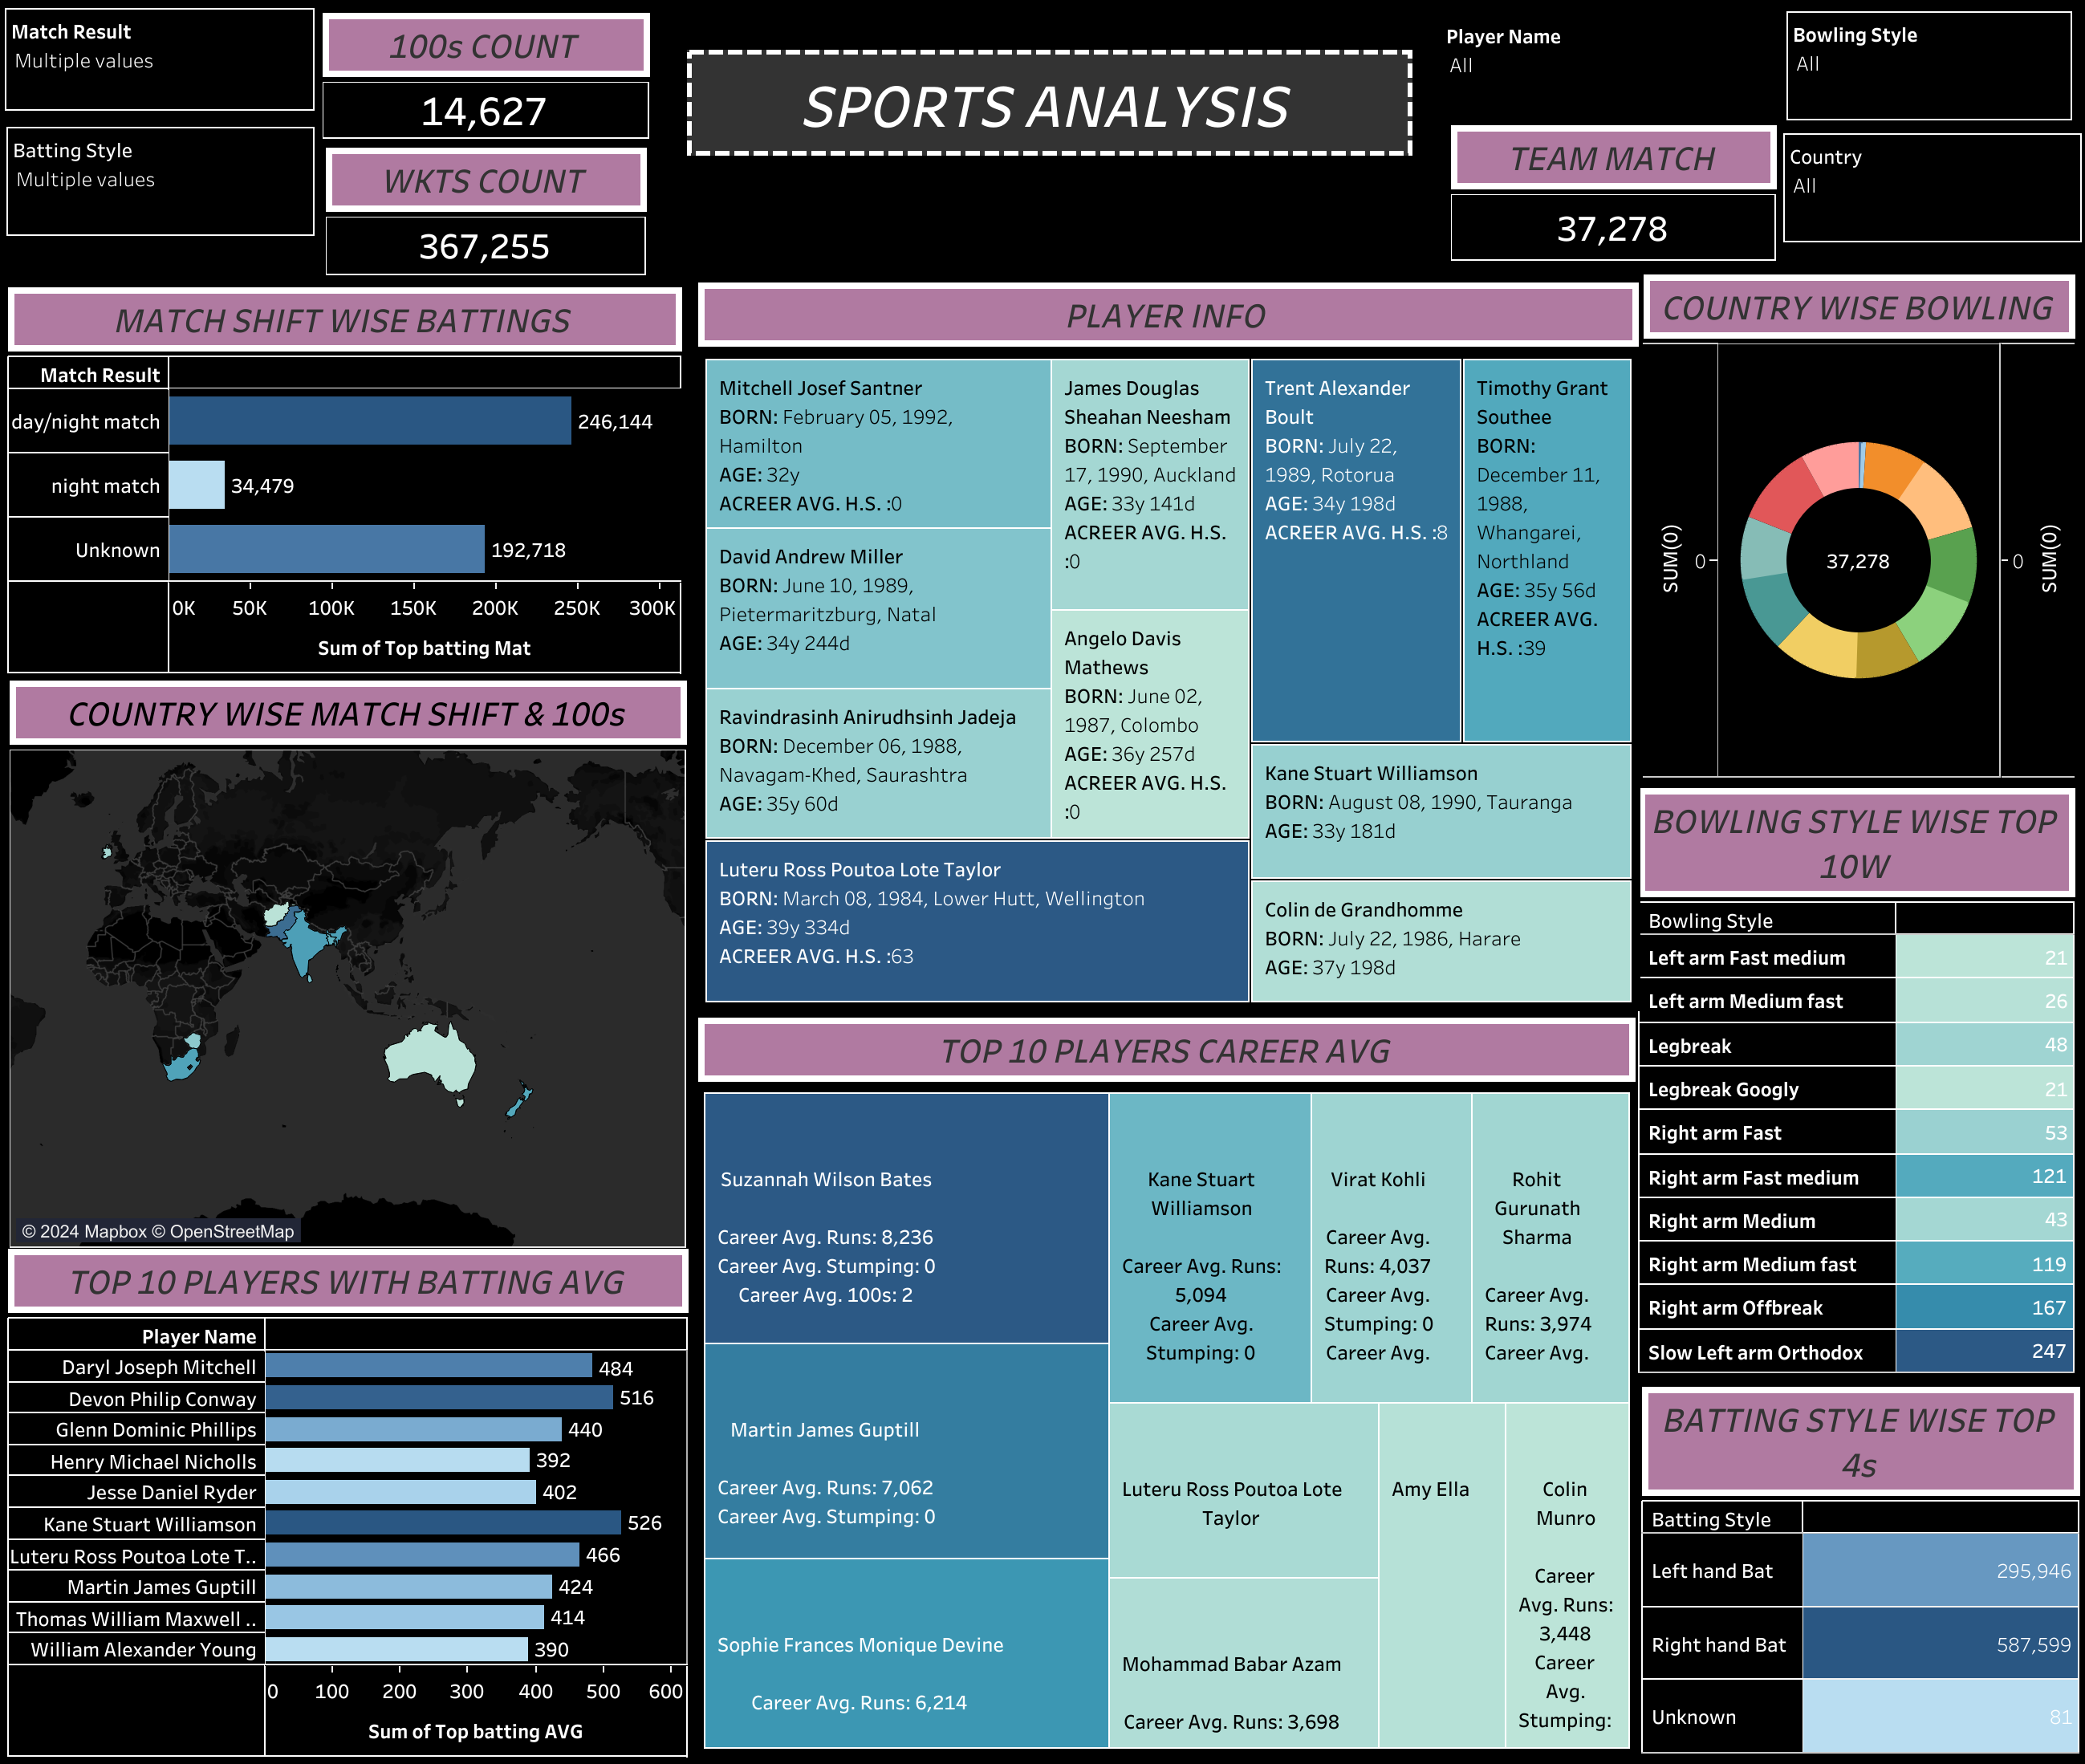 Match Result
Multiple values
Batting Style
Multiple values
100s COUNT
14,627
WKTS COUNT
367,255
SPORTS ANALYSIS
Player Name
All
TEAM MATCH
37,278
Bowling Style
All
Country
All
MATCH SHIFT WISE BATTINGS
Match Result
day/night match
246,144
night match
34,479
Unknown
192,718
0K 50K 100K 150K 200K 250K 300K
Sum of Top batting Mat
COUNTRY WISE MATCH SHIFT & 100s
© 2024 Mapbox © OpenStreetMap
TOP 10 PLAYERS WITH BATTING AVG
Player Name
Daryl Joseph Mitchell 484
Devon Philip Conway 516
Glenn Dominic Phillips 440
Henry Michael Nicholls 392
Jesse Daniel Ryder 402
Kane Stuart Williamson 526
Luteru Ross Poutoa Lote T.. 466
Martin James Guptill 424
Thomas William Maxwell .. 414
William Alexander Young 390
0 100 200 300 400 500 600
Sum of Top batting AVG
PLAYER INFO
Mitchell Josef Santner
BORN: February 05, 1992,
Hamilton
AGE: 32y
ACREER AVG. H.S. :0
David Andrew Miller
BORN: June 10, 1989,
Pietermaritzburg, Natal
AGE: 34y 244d
Ravindrasinh Anirudhsinh Jadeja
BORN: December 06, 1988,
Navagam-Khed, Saurashtra
AGE: 35y 60d
James Douglas
Sheahan Neesham
BORN: September
17, 1990, Auckland
AGE: 33y 141d
ACREER AVG. H.S.
:0
Angelo Davis
Mathews
BORN: June 02,
1987, Colombo
AGE: 36y 257d
ACREER AVG. H.S.
:0
Luteru Ross Poutoa Lote Taylor
BORN: March 08, 1984, Lower Hutt, Wellington
AGE: 39y 334d
ACREER AVG. H.S. :63
Trent Alexander
Boult
BORN: July 22,
1989, Rotorua
AGE: 34y 198d
ACREER AVG. H.S. :8
Timothy Grant
Southee
BORN:
December 11,
1988,
Whangarei,
Northland
AGE: 35y 56d
ACREER AVG.
H.S. :39
Kane Stuart Williamson
BORN: August 08, 1990, Tauranga
AGE: 33y 181d
Colin de Grandhomme
BORN: July 22, 1986, Harare
AGE: 37y 198d
TOP 10 PLAYERS CAREER AVG
Suzannah Wilson Bates
Career Avg. Runs: 8,236
Career Avg. Stumping: 0
Career Avg. 100s: 2
Martin James Guptill
Career Avg. Runs: 7,062
Career Avg. Stumping: 0
Sophie Frances Monique Devine
Career Avg. Runs: 6,214
Kane Stuart
Williamson
Career Avg. Runs:
5,094
Career Avg.
Stumping: 0
Virat Kohli
Career Avg.
Runs: 4,037
Career Avg.
Stumping: 0
Career Avg.
Rohit
Gurunath
Sharma
Career Avg.
Runs: 3,974
Career Avg.
Luteru Ross Poutoa Lote
Taylor
Mohammad Babar Azam
Career Avg. Runs: 3,698
Amy Ella
Colin
Munro
Career
Avg. Runs:
3,448
Career
Avg.
Stumping:
COUNTRY WISE BOWLING
SUM(0)
0
37,278
0
SUM(0)
BOWLING STYLE WISE TOP
10W
Bowling Style
Left arm Fast medium 21
Left arm Medium fast 26
Legbreak 48
Legbreak Googly 21
Right arm Fast 53
Right arm Fast medium 121
Right arm Medium 43
Right arm Medium fast 119
Right arm Offbreak 167
Slow Left arm Orthodox 247
BATTING STYLE WISE TOP
4s
Batting Style
Left hand Bat 295,946
Right hand Bat 587,599
Unknown 81